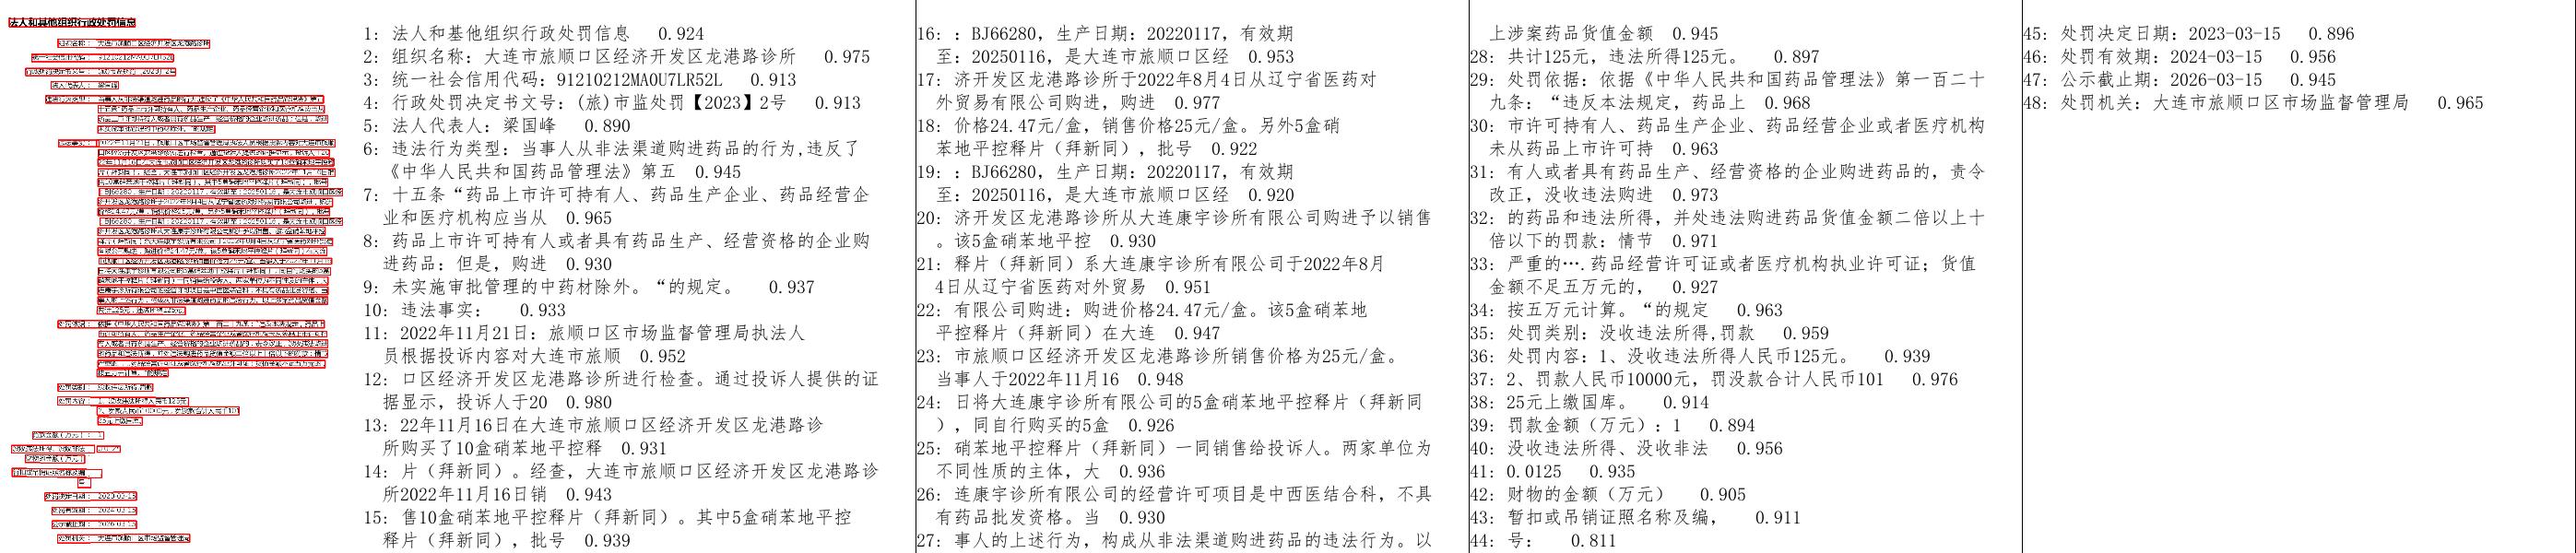 1: 法人和基他组织行政处罚信息 0.924
2: 组织名称: 大连市旅顺口区经济开发区龙港路诊所 0.975
3: 统一社会信用代码: 91210212MA0U7LR52L 0.913
4: 行政处罚决定书文号: (旅)市监处罚【2023】2号 0.913
5: 法人代表人: 梁国峰 0.890
6: 违法行为类型: 当事人从非法渠道购进药品的行为,违反了
《中华人民共和国药品管理法》第五 0.945
7: 十五条“药品上市许可持有人、药品生产企业、药品经营企
业和医疗机构应当从 0.965
8: 药品上市许可持有人或者具有药品生产、经营资格的企业购
进药品: 但是, 购进 0.930
9: 未实施审批管理的中药材除外。“的规定。 0.937
10: 违法事实: 0.933
11: 2022年11月21日: 旅顺口区市场监督管理局执法人
员根据投诉内容对大连市旅顺 0.952
12: 口区经济开发区龙港路诊所进行检查。通过投诉人提供的证
据显示, 投诉人于20 0.980
13: 22年11月16日在大连市旅顺口区经济开发区龙港路诊
所购买了10盒硝苯地平控释 0.931
14: 片（拜新同）。经查, 大连市旅顺口区经济开发区龙港路诊
所2022年11月16日销 0.943
15: 售10盒硝苯地平控释片（拜新同）。其中5盒硝苯地平控
释片（拜新同）, 批号 0.939
16: : BJ66280, 生产日期: 20220117, 有效期
至: 20250116, 是大连市旅顺口区经 0.953
17: 济开发区龙港路诊所于2022年8月4日从辽宁省医药对
外贸易有限公司购进, 购进 0.977
18: 价格24.47元/盒, 销售价格25元/盒。另外5盒硝
苯地平控释片（拜新同）, 批号 0.922
19: : BJ66280, 生产日期: 20220117, 有效期
至: 20250116, 是大连市旅顺口区经 0.920
20: 济开发区龙港路诊所从大连康宇诊所有限公司购进予以销售
。该5盒硝苯地平控 0.930
21: 释片（拜新同）系大连康宇诊所有限公司于2022年8月
4日从辽宁省医药对外贸易 0.951
22: 有限公司购进: 购进价格24.47元/盒。该5盒硝苯地
平控释片（拜新同）在大连 0.947
23: 市旅顺口区经济开发区龙港路诊所销售价格为25元/盒。
当事人于2022年11月16 0.948
24: 日将大连康宇诊所有限公司的5盒硝苯地平控释片（拜新同
）, 同自行购买的5盒 0.926
25: 硝苯地平控释片（拜新同）一同销售给投诉人。两家单位为
不同性质的主体, 大 0.936
26: 连康宇诊所有限公司的经营许可项目是中西医结合科, 不具
有药品批发资格。当 0.930
27: 事人的上述行为, 构成从非法渠道购进药品的违法行为。以
上涉案药品货值金额 0.945
28: 共计125元, 违法所得125元。 0.897
29: 处罚依据: 依据《中华人民共和国药品管理法》第一百二十
九条: “违反本法规定, 药品上 0.968
30: 市许可持有人、药品生产企业、药品经营企业或者医疗机构
未从药品上市许可持 0.963
31: 有人或者具有药品生产、经营资格的企业购进药品的, 责令
改正, 没收违法购进 0.973
32: 的药品和违法所得, 并处违法购进药品货值金额二倍以上十
倍以下的罚款: 情节 0.971
33: 严重的…. 药品经营许可证或者医疗机构执业许可证; 货值
金额不足五万元的, 0.927
34: 按五万元计算。“的规定 0.963
35: 处罚类别: 没收违法所得,罚款 0.959
36: 处罚内容: 1、没收违法所得人民币125元。 0.939
37: 2、罚款人民币10000元, 罚没款合计人民币101 0.976
38: 25元上缴国库。 0.914
39: 罚款金额（万元）: 1 0.894
40: 没收违法所得、没收非法 0.956
41: 0.0125 0.935
42: 财物的金额（万元） 0.905
43: 暂扣或吊销证照名称及编, 0.911
44: 号: 0.811
45: 处罚决定日期: 2023-03-15 0.896
46: 处罚有效期: 2024-03-15 0.956
47: 公示截止期: 2026-03-15 0.945
48: 处罚机关: 大连市旅顺口区市场监督管理局 0.965